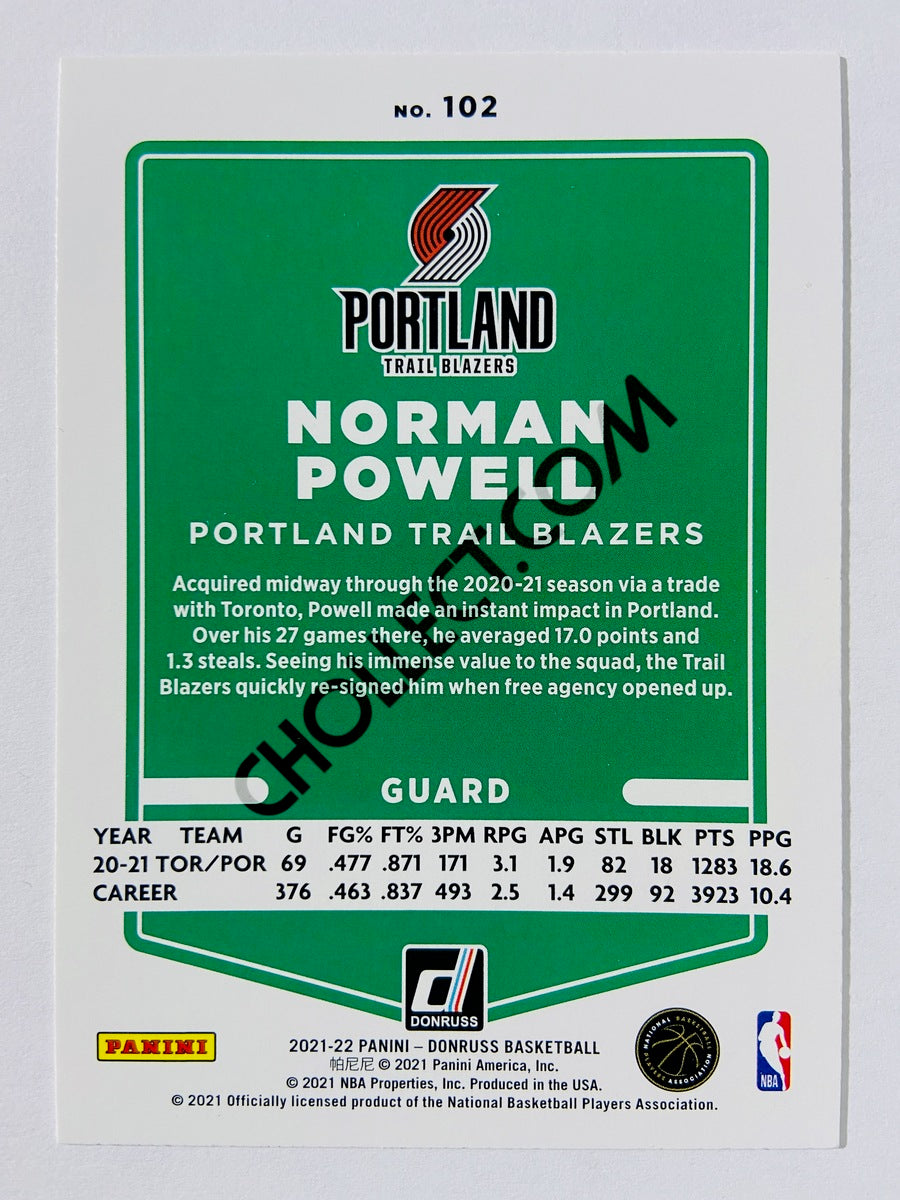 NO. 102
PORTLAND
TRAIL BLAZERS
NORMAN
POWELL
PORTLAND TRAIL BLAZERS
Acquired midway through the 2020-21 season via a trade
with Toronto, Powell made an instant impact in Portland.
Over his 27 games there, he averaged 17.0 points and
1.3 steals. Seeing his immense value to the squad, the Trail
Blazers quickly re-signed him when free agency opened up.
CHOLLECT.COM
GUARD
YEAR TEAM G FG% FT% 3PM RPG APG STL BLK PTS PPG
20-21 TOR/POR 69 .477 .871 171 3.1 1.9 82 18 1283 18.6
CAREER 376 .463 .837 493 2.5 1.4 299 92 3923 10.4
d
DONRUSS
PANINI
2021-22 PANINI – DONRUSS BASKETBALL
帕尼尼 © 2021 Panini America, Inc.
© 2021 NBA Properties, Inc. Produced in the USA.
© 2021 Officially licensed product of the National Basketball Players Association.
NATIONAL BASKETBALL PLAYERS ASSOCIATION
NBA